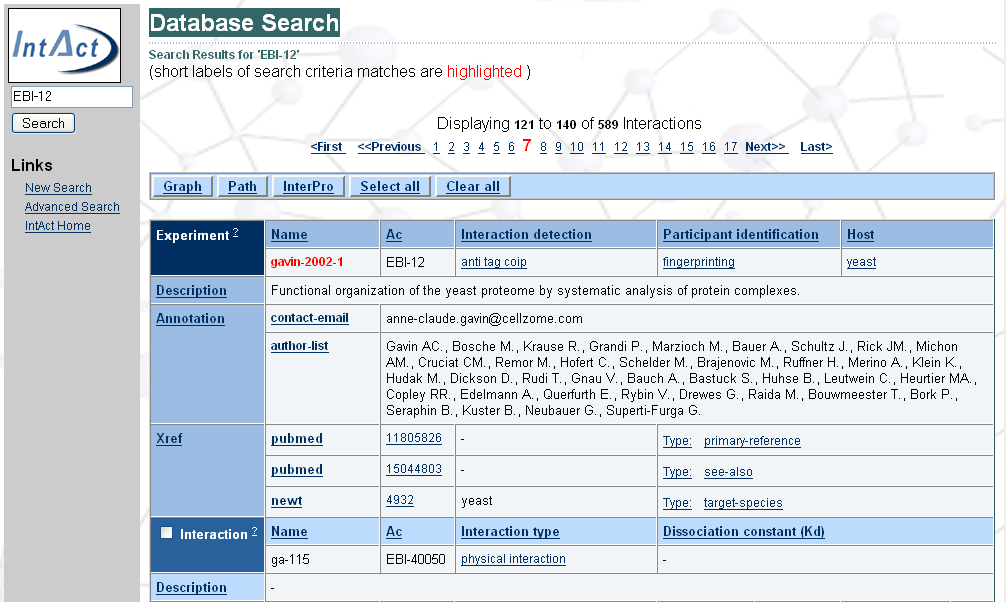 IntAct
EBI-12
Search
Links
New Search
Advanced Search
IntAct Home
Database Search
Search Results for 'EBI-12'
(short labels of search criteria matches are highlighted )
Displaying 121 to 140 of 589 Interactions
<First <<Previous 1 2 3 4 5 6 7 8 9 10 11 12 13 14 15 16 17 Next>> Last>
Graph Path InterPro Select all Clear all
Experiment ? Name Ac Interaction detection Participant identification Host
gavin-2002-1 EBI-12 anti tag coip fingerprinting yeast
Description Functional organization of the yeast proteome by systematic analysis of protein complexes.
Annotation contact-email anne-claude.gavin@cellzome.com
author-list Gavin AC., Bosche M., Krause R., Grandi P., Marzioch M., Bauer A., Schultz J., Rick JM., Michon
AM., Cruciat CM., Remor M., Hofert C., Schelder M., Brajenovic M., Ruffner H., Merino A., Klein K.,
Hudak M., Dickson D., Rudi T., Gnau V., Bauch A., Bastuck S., Huhse B., Leutwein C., Heurtier MA.,
Copley RR., Edelmann A., Querfurth E., Rybin V., Drewes G., Raida M., Bouwmeester T., Bork P.,
Seraphin B., Kuster B., Neubauer G., Superti-Furga G.
Xref pubmed 11805826 - Type: primary-reference
pubmed 15044803 - Type: see-also
newt 4932 yeast Type: target-species
Interaction ? Name Ac Interaction type Dissociation constant (Kd)
ga-115 EBI-40050 physical interaction -
Description -